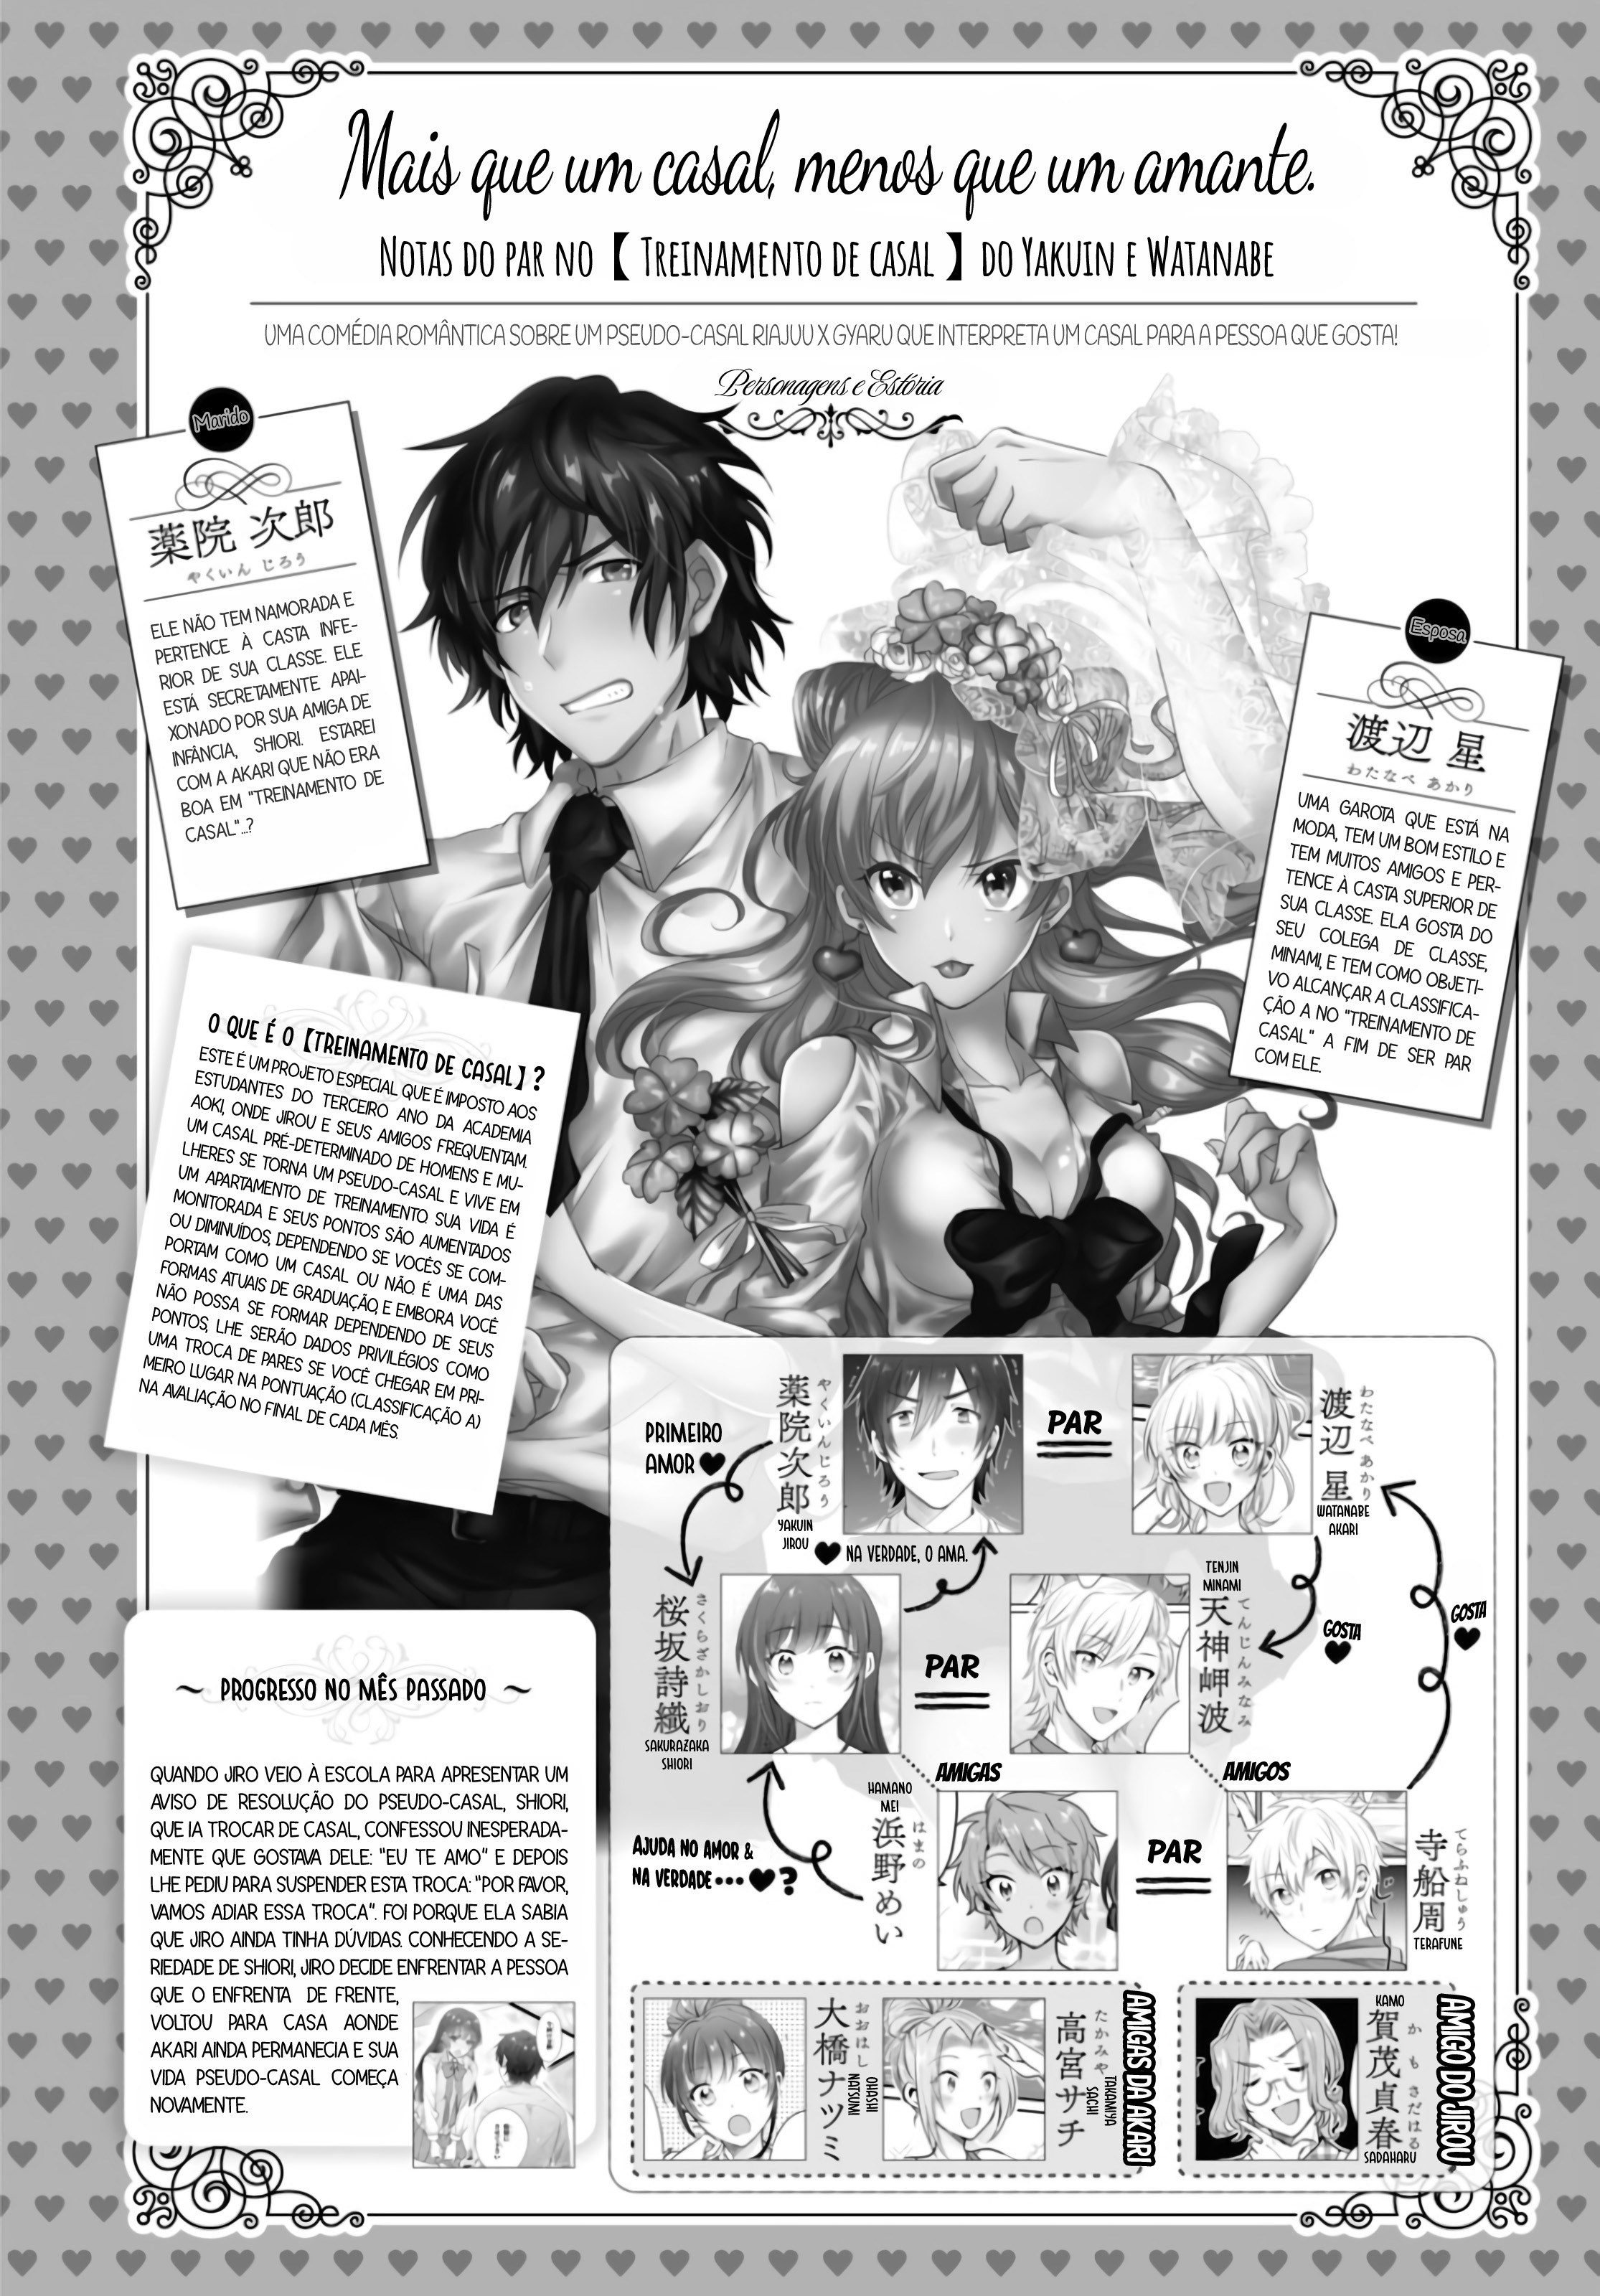 Mais que um casal, menos que um amante.
NOTAS DO PAR NO【TREINAMENTO DE CASAL】DO YAKUIN E WATANABE
UMA COMÉDIA ROMÂNTICA SOBRE UM PSEUDO-CASAL RIAJUU X GYARU QUE INTERPRETA UM CASAL PARA A PESSOA QUE GOSTA!
Personagens e Estória
Marido
薬院 次郎
やくいん じろう
ELE NÃO TEM NAMORADA E
PERTENCE À CASTA INFE-
RIOR DE SUA CLASSE. ELE
ESTÁ SECRETAMENTE APAI-
XONADO POR SUA AMIGA DE
INFÂNCIA, SHIORI. ESTAREI
COM A AKARI QUE NÃO ERA
BOA EM "TREINAMENTO DE
CASAL"...?
Esposa
渡辺 星
わたなべ あかり
UMA GAROTA QUE ESTÁ NA
MODA, TEM UM BOM ESTILO E
TEM MUITOS AMIGOS E PER-
TENCE À CASTA SUPERIOR DE
SUA CLASSE. ELA GOSTA DO
SEU COLEGA DE CLASSE,
MINAMI, E TEM COMO OBJETI-
VO ALCANÇAR A CLASSIFICA-
ÇÃO A NO "TREINAMENTO DE
CASAL" A FIM DE SER PAR
COM ELE.
O QUE É O【TREINAMENTO DE CASAL】?
ESTE É UM PROJETO ESPECIAL QUE É IMPOSTO AOS
ESTUDANTES DO TERCEIRO ANO DA ACADEMIA
AOKI, ONDE JIROU E SEUS AMIGOS FREQUENTAM.
UM CASAL PRÉ-DETERMINADO DE HOMENS E MU-
LHERES SE TORNA UM PSEUDO-CASAL E VIVE EM
UM APARTAMENTO DE TREINAMENTO. SUA VIDA É
MONITORADA E SEUS PONTOS SÃO AUMENTADOS
OU DIMINUÍDOS, DEPENDENDO SE VOCÊS SE COM-
PORTAM COMO UM CASAL OU NÃO. É UMA DAS
FORMAS ATUAIS DE GRADUAÇÃO, E EMBORA VOCÊ
NÃO POSSA SE FORMAR DEPENDENDO DE SEUS
PONTOS, LHE SERÃO DADOS PRIVILÉGIOS COMO
UMA TROCA DE PARES SE VOCÊ CHEGAR EM PRI-
MEIRO LUGAR NA PONTUAÇÃO (CLASSIFICAÇÃO A)
NA AVALIAÇÃO NO FINAL DE CADA MÊS.
~ PROGRESSO NO MÊS PASSADO ~
QUANDO JIRO VEIO À ESCOLA PARA APRESENTAR UM
AVISO DE RESOLUÇÃO DO PSEUDO-CASAL, SHIORI,
QUE IA TROCAR DE CASAL, CONFESSOU INESPERADA-
MENTE QUE GOSTAVA DELE: "EU TE AMO" E DEPOIS
LHE PEDIU PARA SUSPENDER ESTA TROCA: "POR FAVOR,
VAMOS ADIAR ESSA TROCA". FOI PORQUE ELA SABIA
QUE JIRO AINDA TINHA DÚVIDAS. CONHECENDO A SE-
RIEDADE DE SHIORI, JIRO DECIDE ENFRENTAR A PESSOA
QUE O ENFRENTA DE FRENTE,
VOLTOU PARA CASA AONDE
AKARI AINDA PERMANECIA E SUA
VIDA PSEUDO-CASAL COMEÇA
NOVAMENTE.
PRIMEIRO
AMOR♥
薬院次郎
やくいんじろう
YAKUIN
JIROU
PAR
渡辺 星
わたなべ あかり
WATANABE
AKARI
♥ NA VERDADE, O AMA.
桜坂詩織
さくらざかしおり
SAKURAZAKA
SHIORI
PAR
TENJIN
MINAMI
天神岬波
てんじんみなみ
GOSTA
♥
GOSTA
♥
AMIGAS
AMIGOS
AJUDA NO AMOR &
NA VERDADE•••♥?
HAMANO
MEI
浜野めい
はまの
PAR
寺船周
てらふねしゅう
TERAFUNE
大橋ナツミ
おおはし
OHASHI
NATSUMI
高宮サチ
たかみや
TAKAMIYA
SACHI
AMIGAS DA AKARI
KAMO
賀茂貞春
かも さだはる
SADAHARU
AMIGO DO JIROU